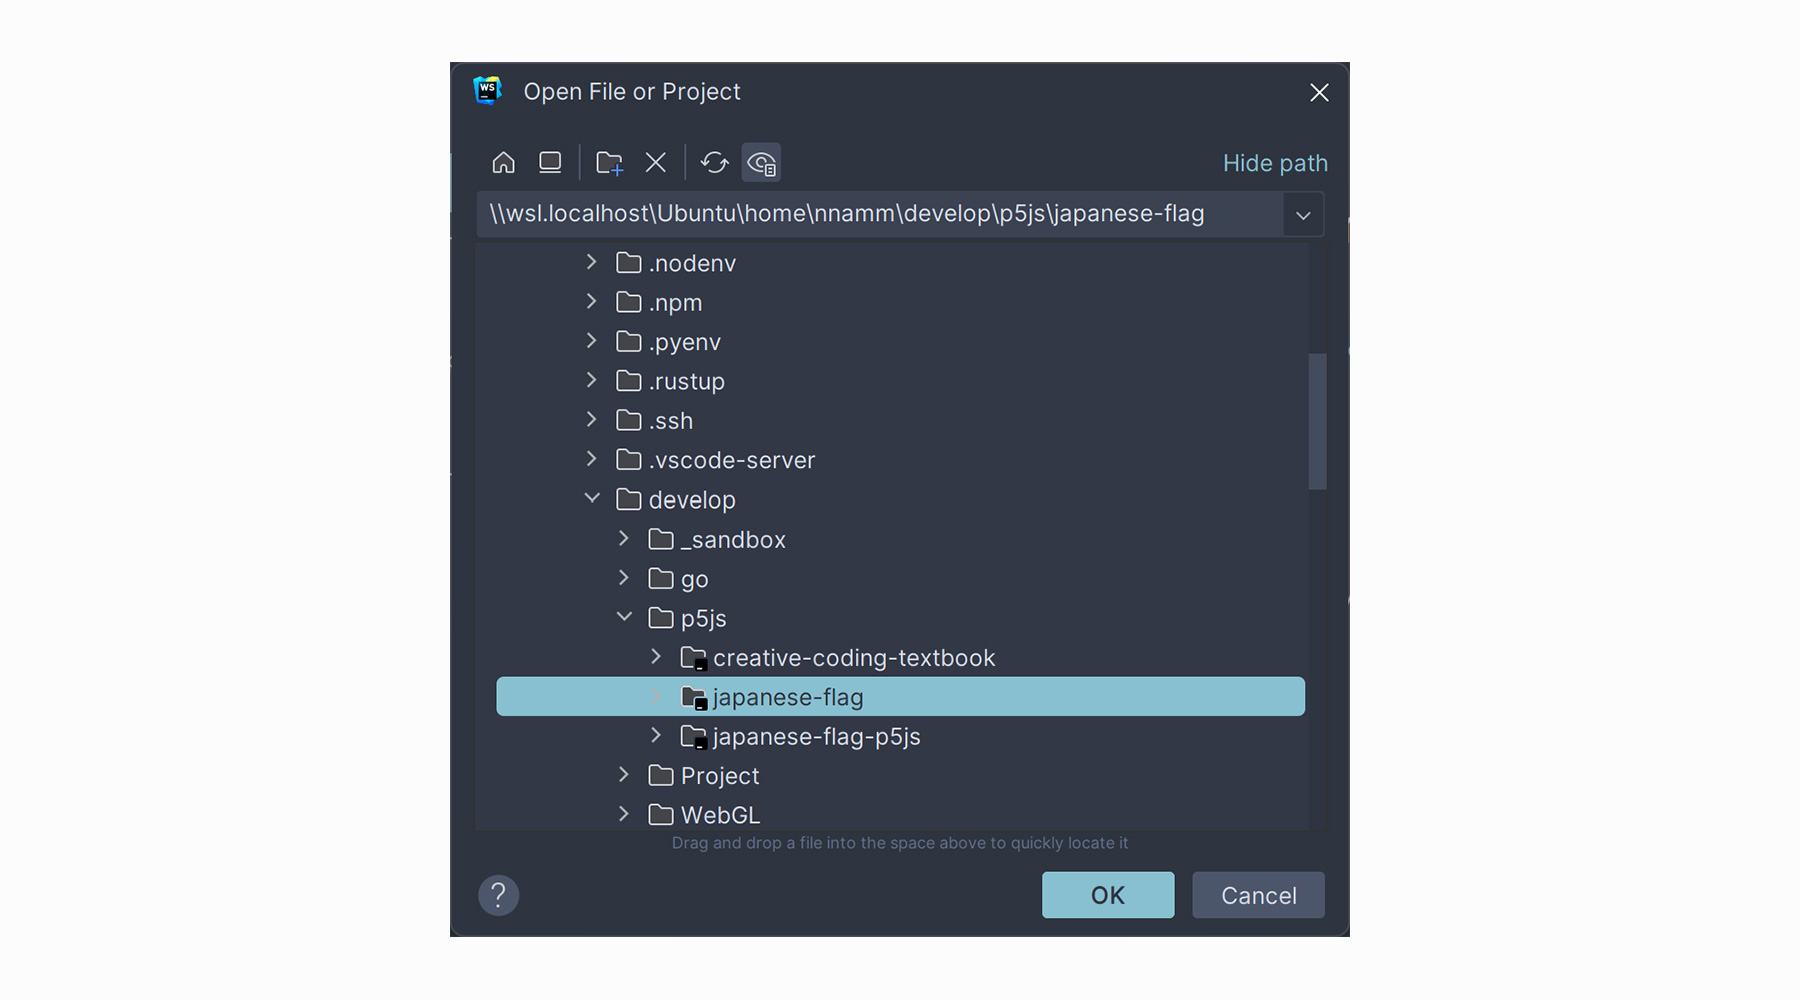 WS
Open File or Project
Hide path
\\wsl.localhost\Ubuntu\home\nnamm\develop\p5js\japanese-flag
.nodenv
.npm
.pyenv
.rustup
.ssh
.vscode-server
develop
_sandbox
go
p5js
creative-coding-textbook
japanese-flag
japanese-flag-p5js
Project
WebGL
Drag and drop a file into the space above to quickly locate it
?
OK
Cancel